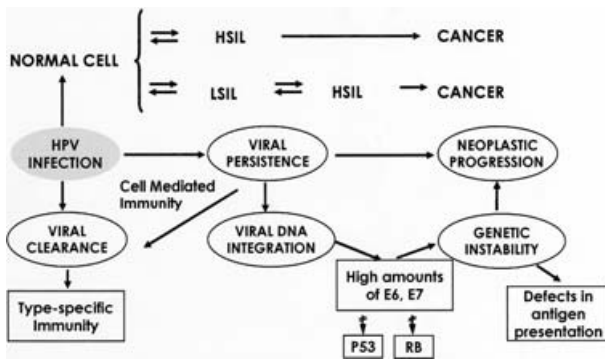 HSIL CANCER
NORMAL CELL
LSIL HSIL CANCER
HPV
INFECTION
VIRAL
PERSISTENCE
NEOPLASTIC
PROGRESSION
Cell Mediated
Immunity
VIRAL
CLEARANCE
VIRAL DNA
INTEGRATION
GENETIC
INSTABILITY
Type-specific
Immunity
High amounts
of E6, E7
Defects in
antigen
presentation
P53
RB